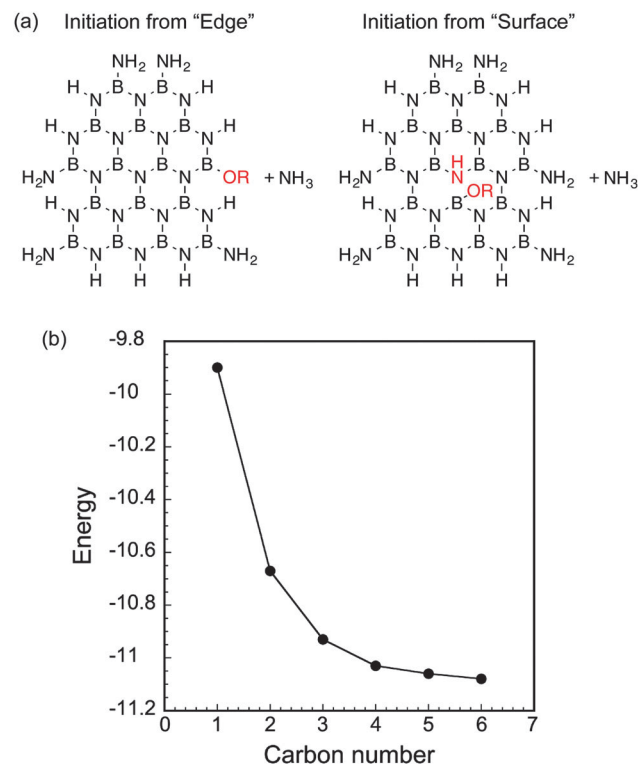 (a) Initiation from “Edge” Initiation from “Surface”
NH2 NH2 NH2 NH2
H B B H H B B H
N N N N N N
H B B B H H B B B H
N N N N N H N N
H2N B B B B OR + NH3 H2N B B N B B NH2 + NH3
H N N N H H N N OR N H
B B B B B B
H2N B N B N B NH2 H2N B N B N B NH2
N N N N N N
H H H H H H
(b)
-9.8
-10
-10.2
-10.4
-10.6
-10.8
-11
-11.2
Energy
0 1 2 3 4 5 6 7
Carbon number